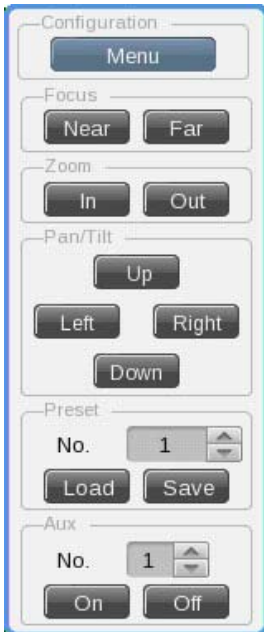 Configuration
Menu
Focus
Near Far
Zoom
In Out
Pan/Tilt
Up
Left Right
Down
Preset
No. 1
Load Save
Aux
No. 1
On Off